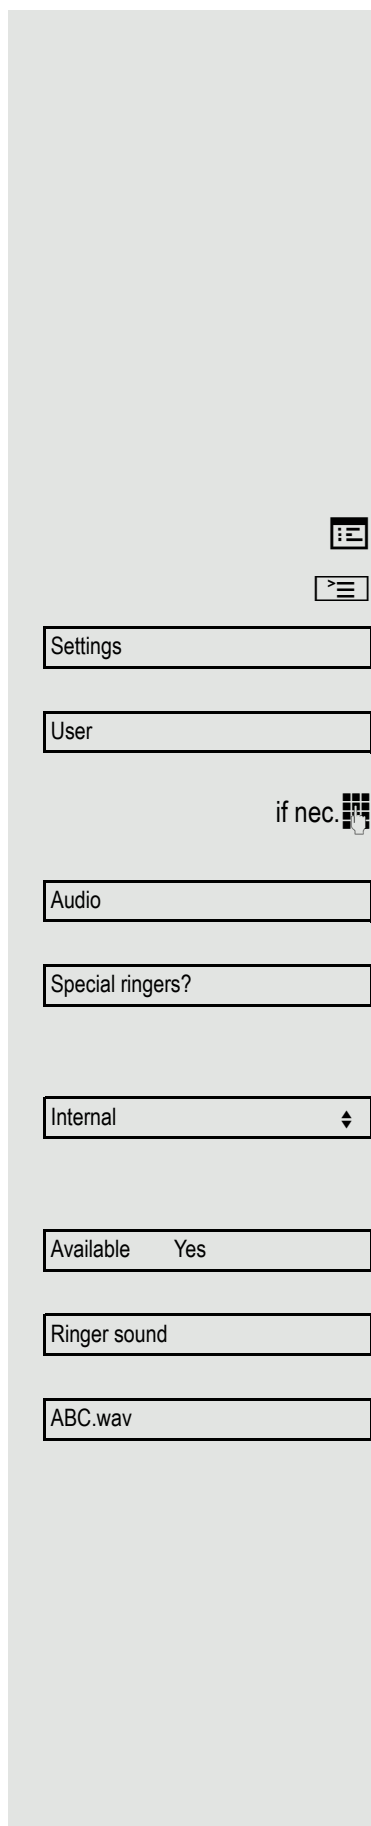 Settings
User
if nec.
Audio
Special ringers?
Internal
Available Yes
Ringer sound
ABC.wav